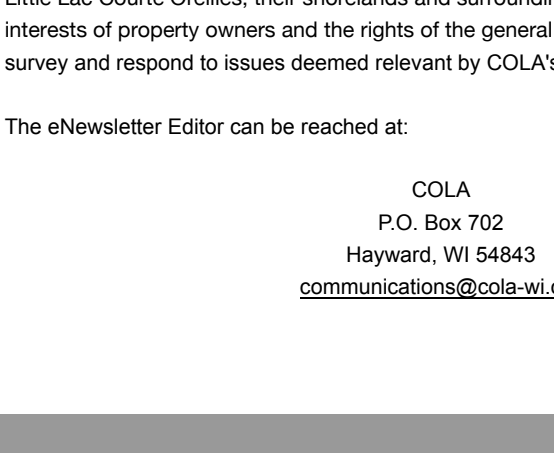 Little Lac Courte Oreilles, their shorelands and
interests of property owners and the rights of the general
survey and respond to issues deemed relevant by COLA's
The eNewsletter Editor can be reached at:
COLA
P.O. Box 702
Hayward, WI 54843
communications@cola-wi.